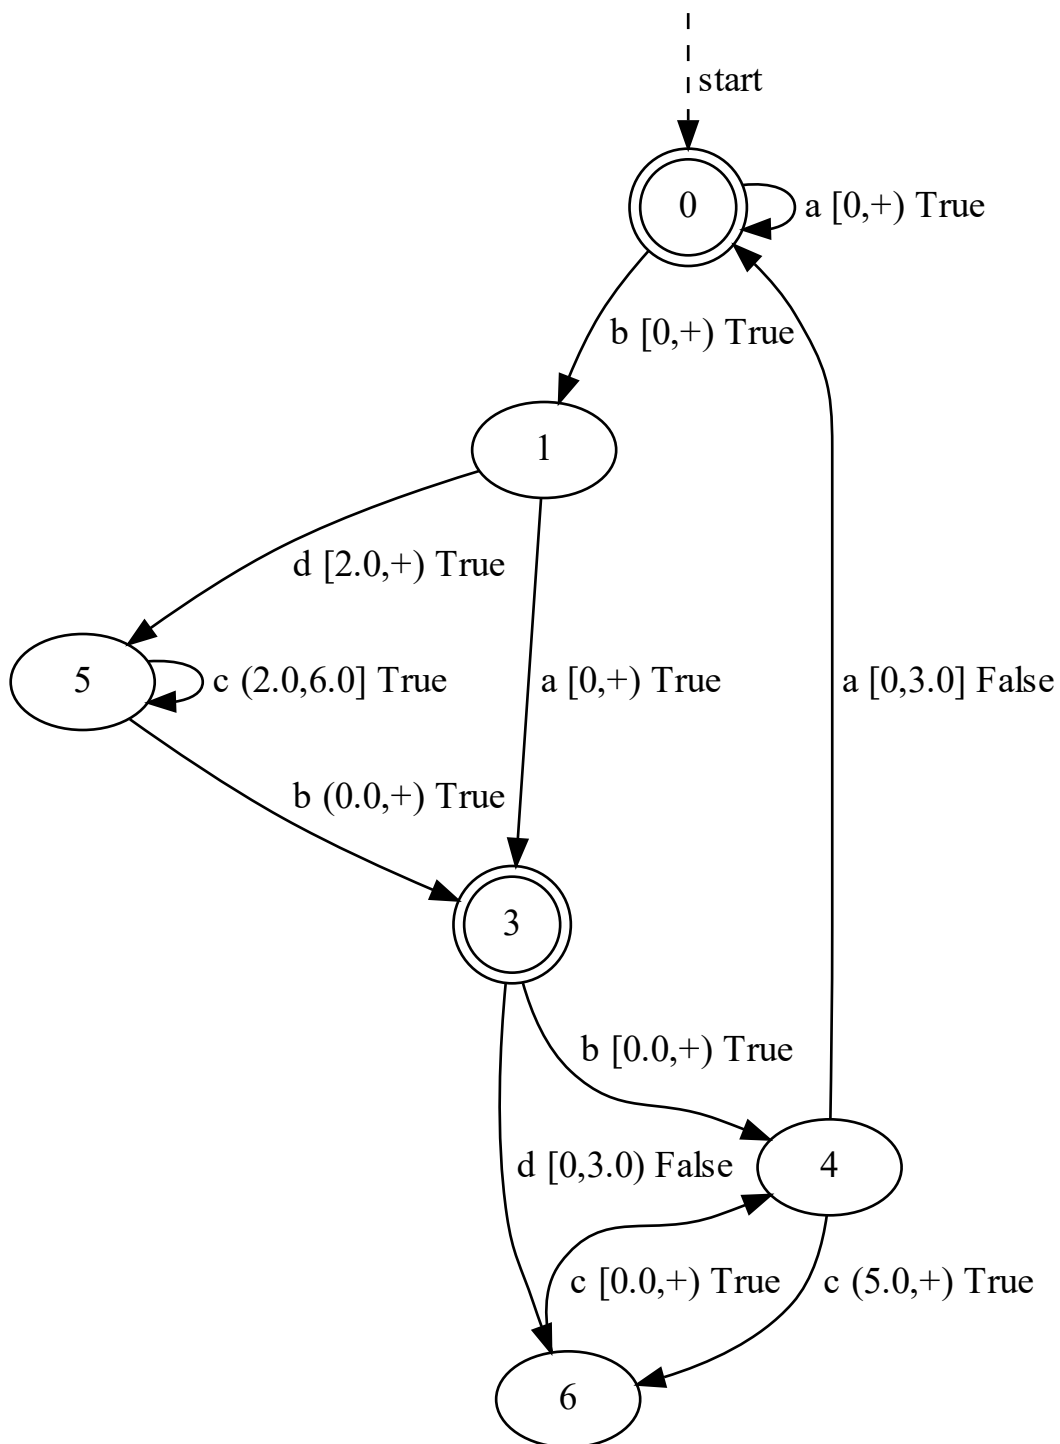 start
0
a [0,+) True
b [0,+) True
1
d [2.0,+) True
5
c (2.0,6.0] True
a [0,+) True
a [0,3.0] False
b (0.0,+) True
3
b [0.0,+) True
d [0,3.0) False
4
c [0.0,+) True
c (5.0,+) True
6